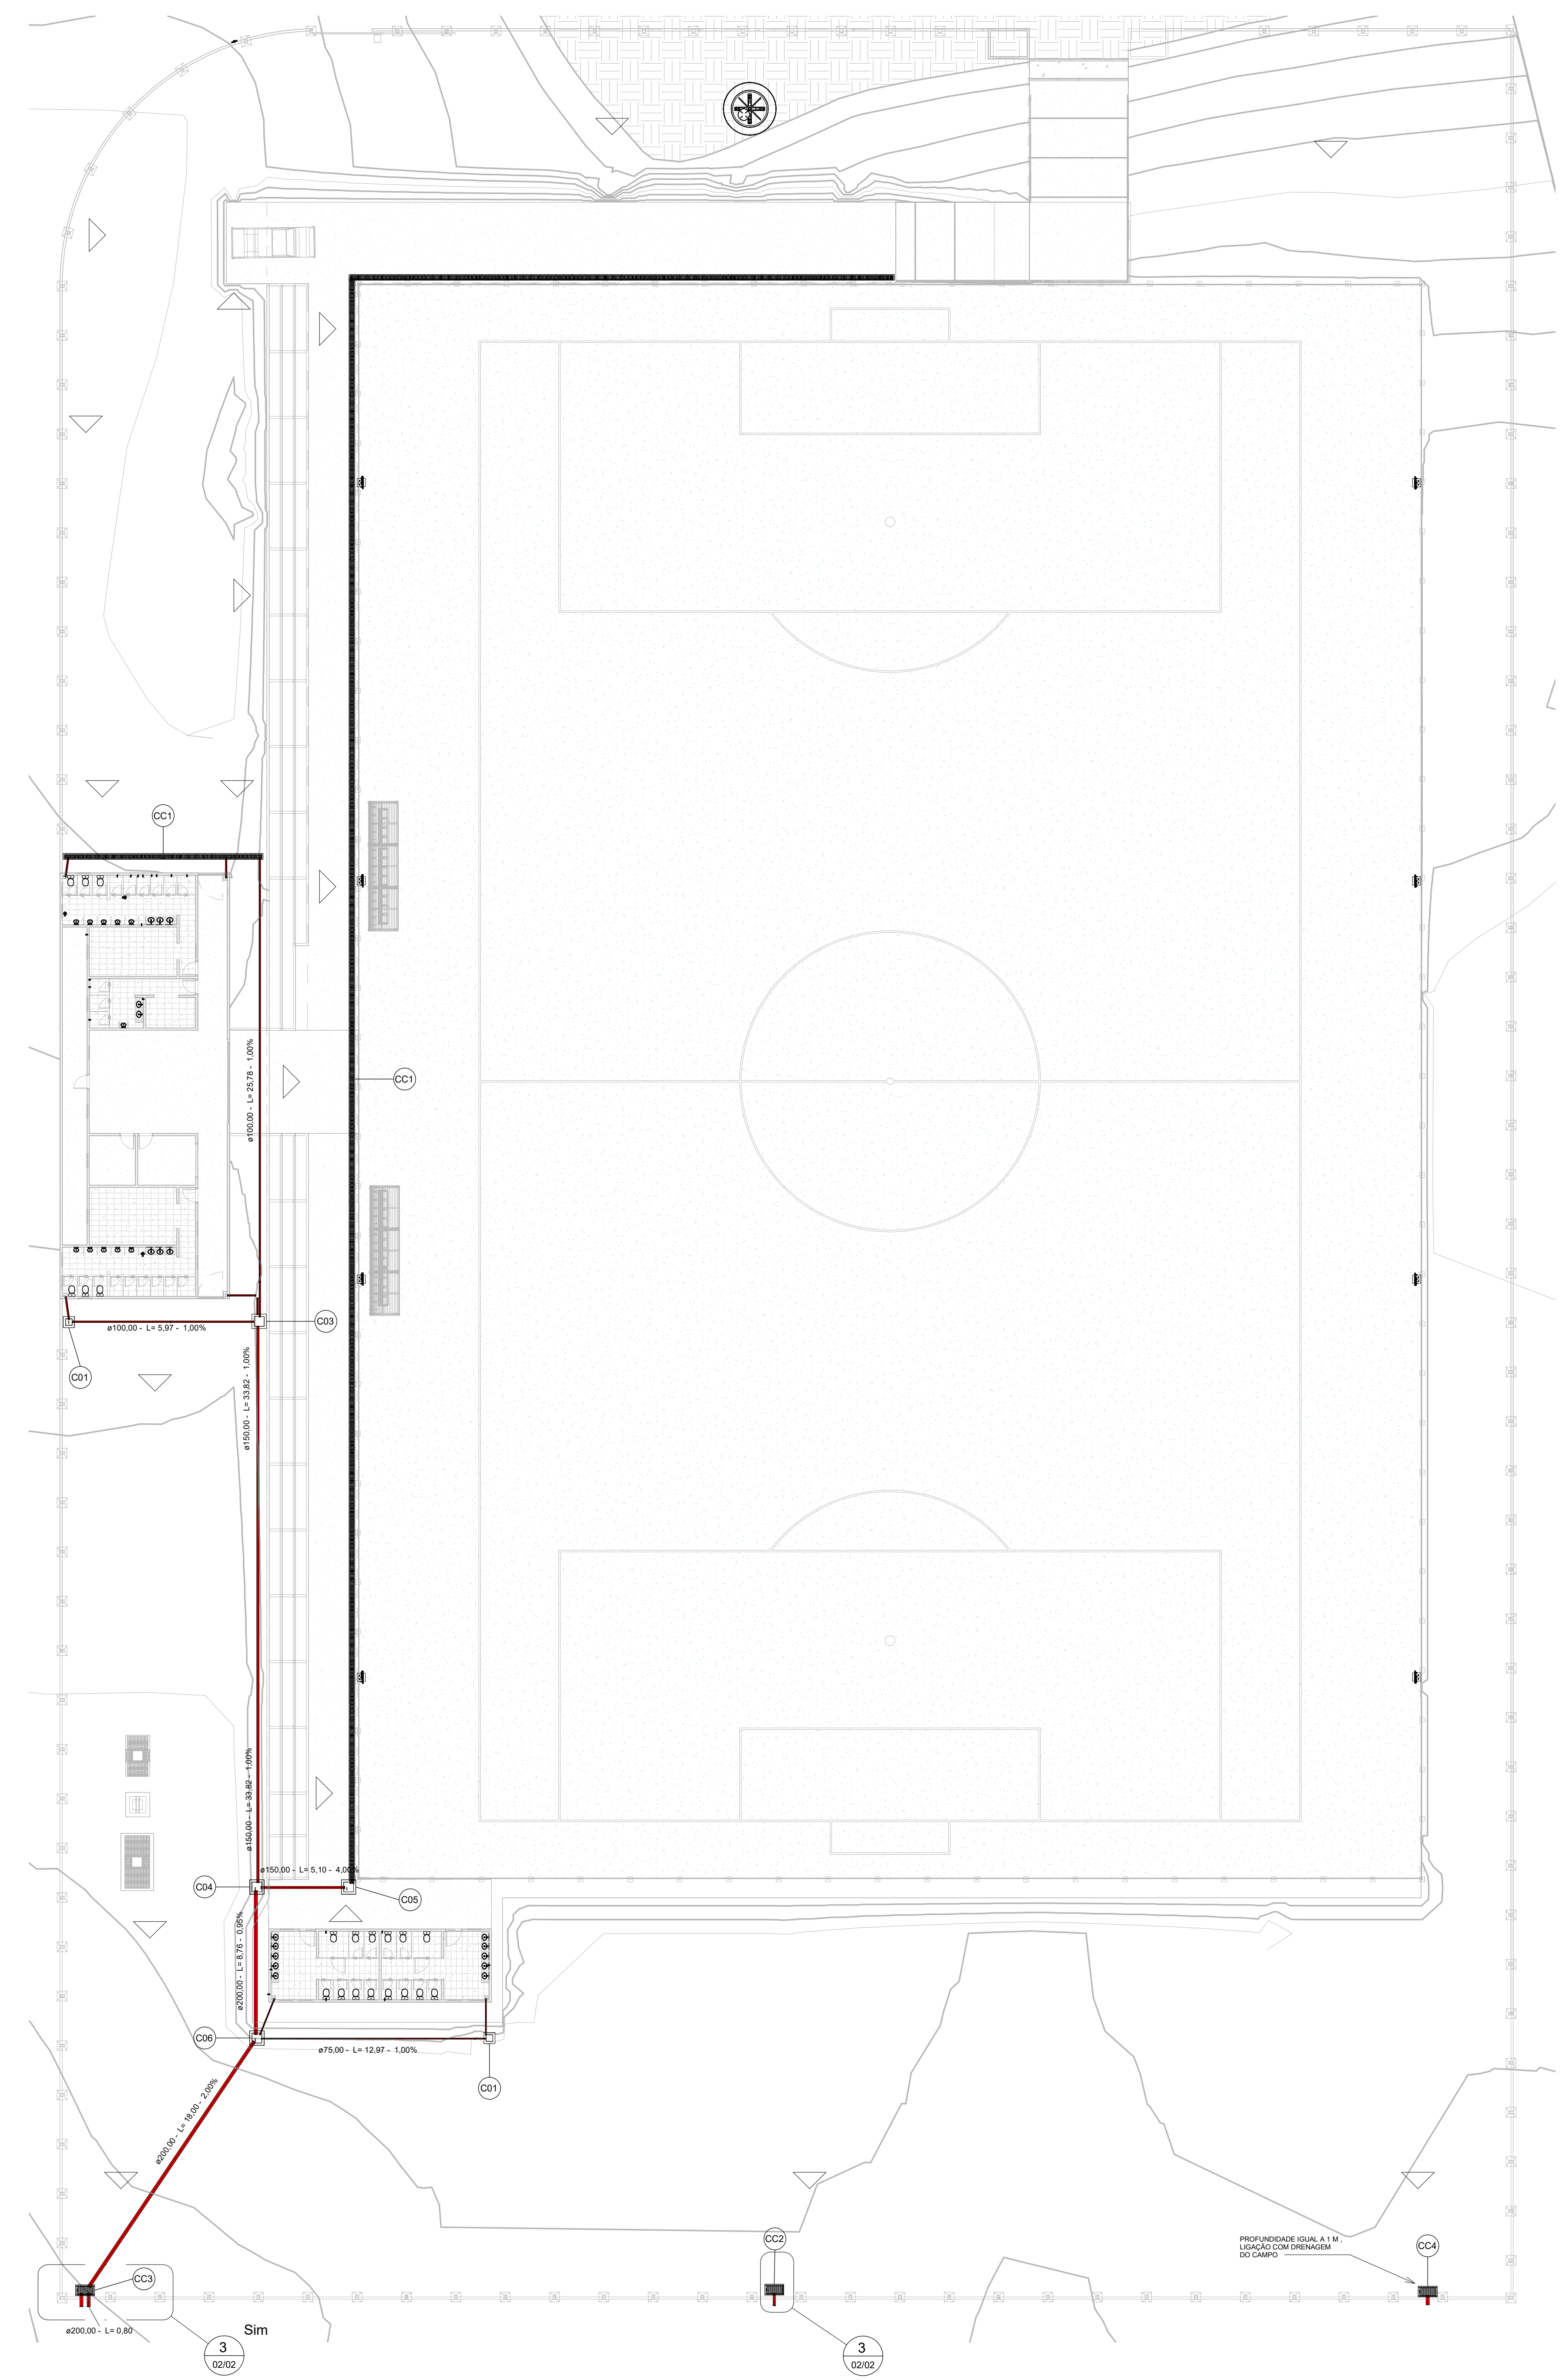 CC1
CC1
ø100,00 - L= 25,78 - 1,00%
C03
ø100,00 - L= 5,97 - 1,00%
C01
ø150,00 - L= 33,82 - 1,00%
ø150,00 - L= 33,82 - 1,00%
ø150,00 - L= 5,10 - 4,00%
C04
C05
ø200,00 - L= 8,76 - 0,95%
C06
ø75,00 - L= 12,97 - 1,00%
C01
ø200,00 - L= 18,00 - 2,00%
CC2
PROFUNDIDADE IGUAL A 1 M ,
LIGAÇÃO COM DRENAGEM
DO CAMPO
CC4
CC3
ø200,00 - L= 0,80
Sim
3
02/02
3
02/02